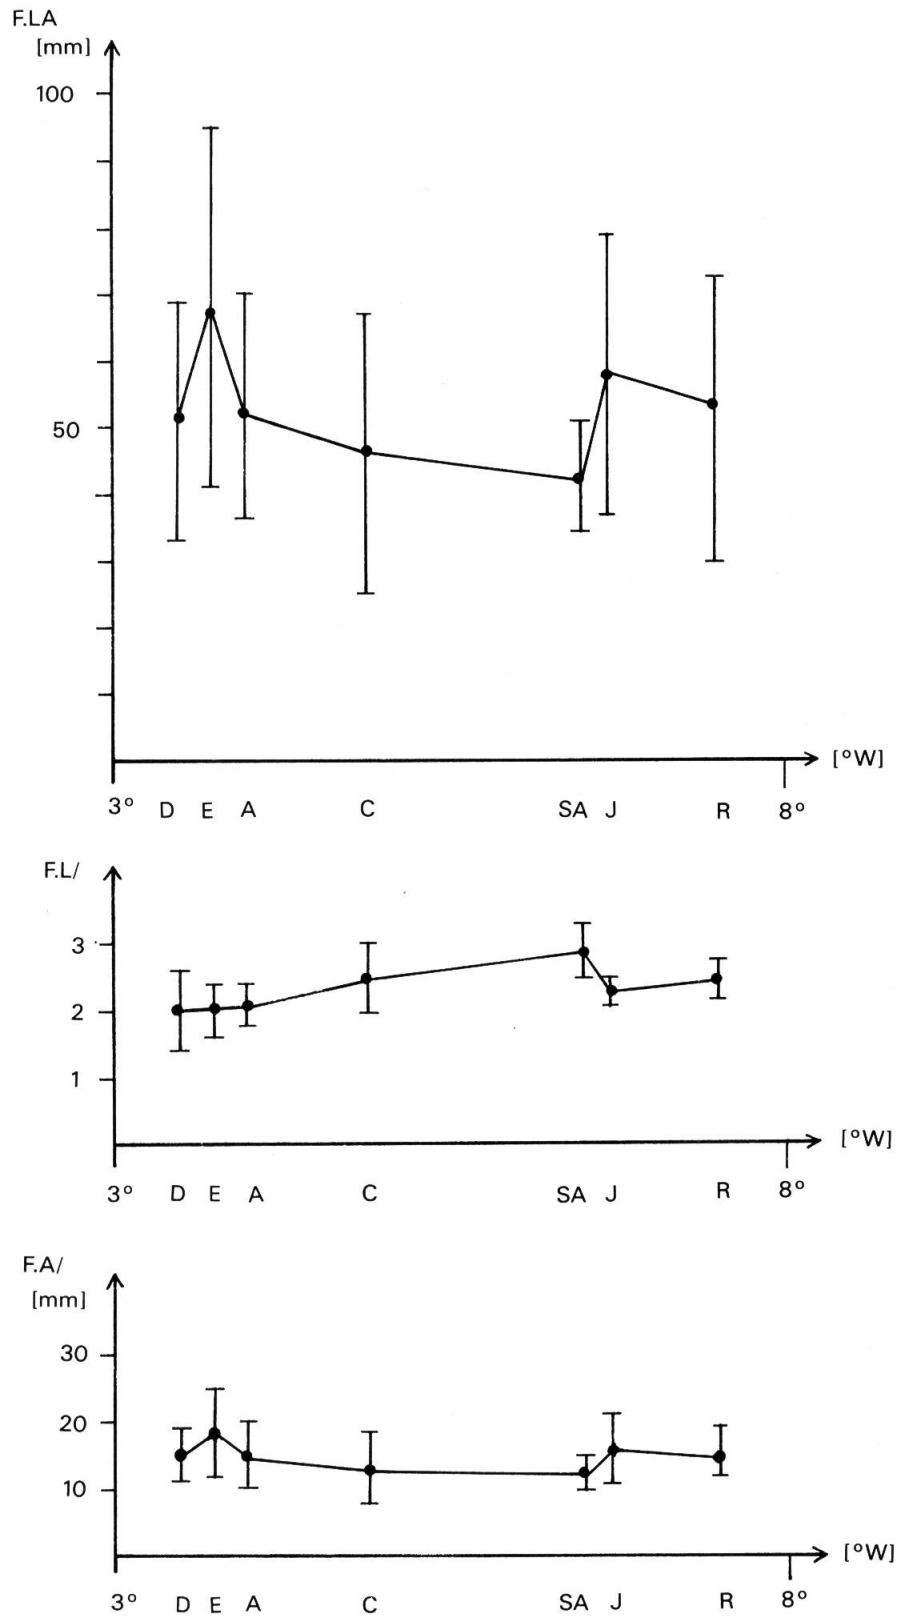 F.LA
[mm]
100
50
[°W]
3° D E A C SA J R 8°
F.L/
3
2
1
[°W]
3° D E A C SA J R 8°
F.A/
[mm]
30
20
10
[°W]
3° D E A C SA J R 8°